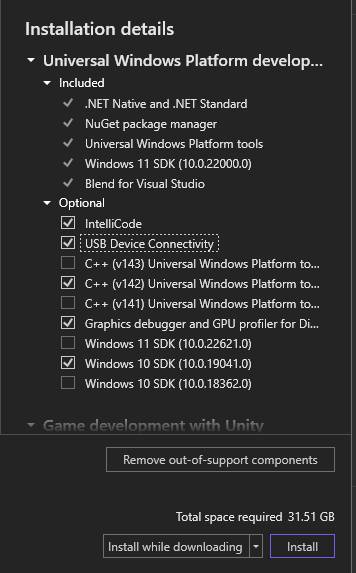 Installation details
Universal Windows Platform develop...
Included
.NET Native and .NET Standard
NuGet package manager
Universal Windows Platform tools
Windows 11 SDK (10.0.22000.0)
Blend for Visual Studio
Optional
IntelliCode
USB Device Connectivity
C++ (v143) Universal Windows Platform to...
C++ (v142) Universal Windows Platform to...
C++ (v141) Universal Windows Platform to...
Graphics debugger and GPU profiler for Di...
Windows 11 SDK (10.0.22621.0)
Windows 10 SDK (10.0.19041.0)
Windows 10 SDK (10.0.18362.0)
Game development with Unity
Remove out-of-support components
Total space required 31.51 GB
Install while downloading
Install